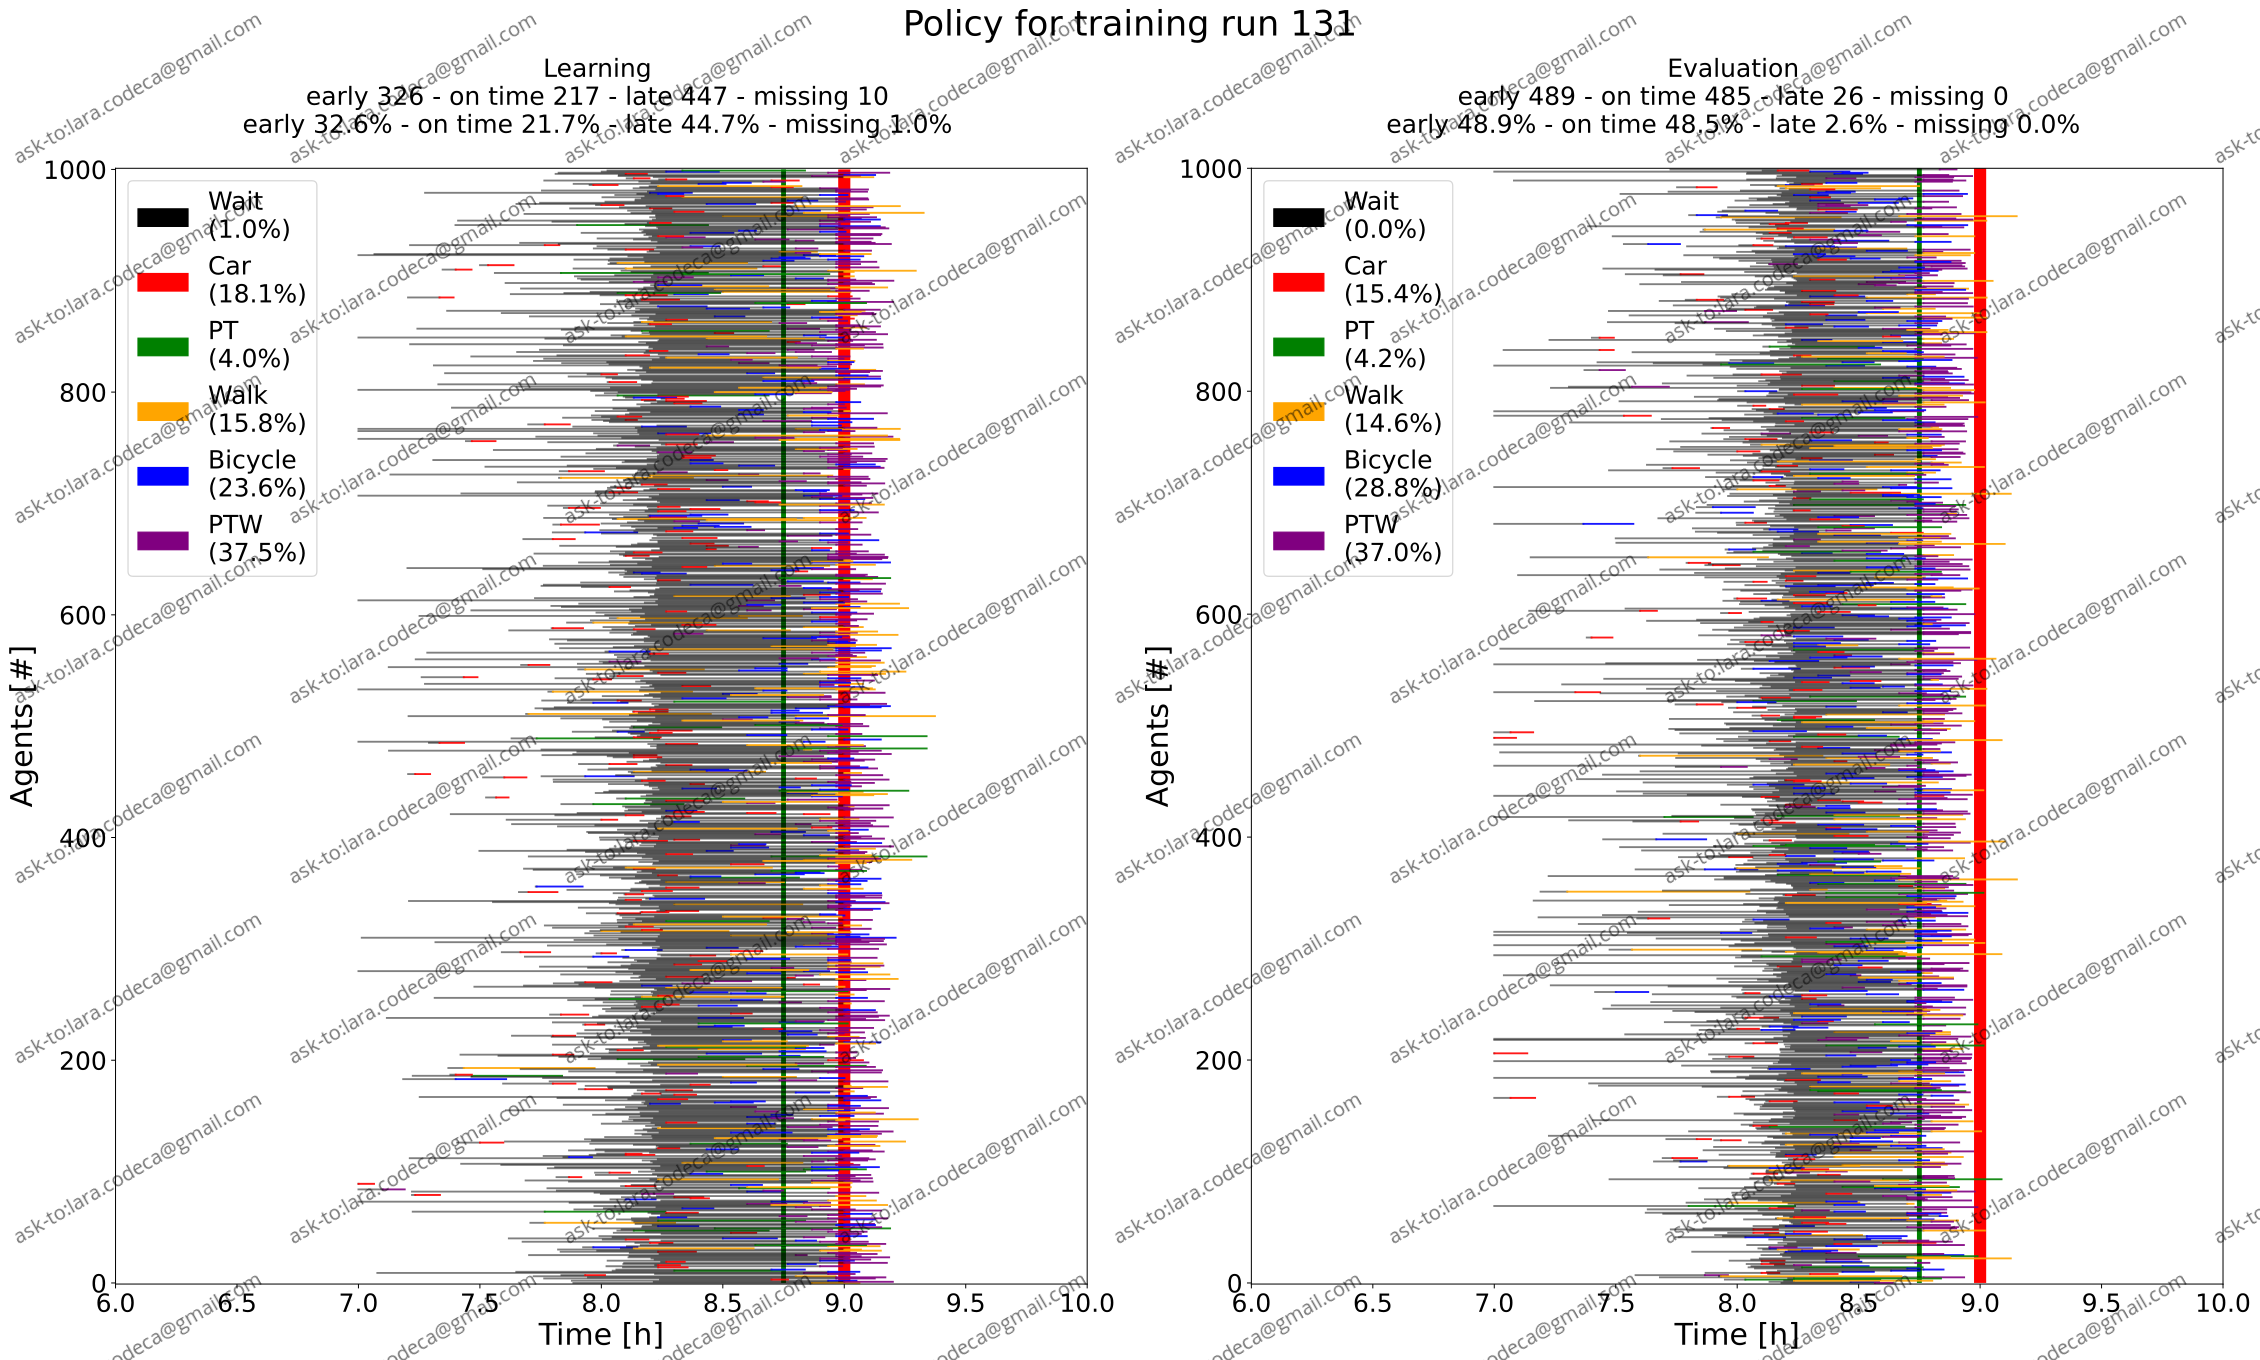 Policy for training run 131
Learning
early 326 - on time 217 - late 447 - missing 10
early 32.6% - on time 21.7% - late 44.7% - missing 1.0%
Agents [#]
1000
800
600
400
200
0
Wait
(1.0%)
Car
(18.1%)
PT
(4.0%)
Walk
(15.8%)
Bicycle
(23.6%)
PTW
(37.5%)
6.0 6.5 7.0 7.5 8.0 8.5 9.0 9.5 10.0
Time [h]
Evaluation
early 489 - on time 485 - late 26 - missing 0
early 48.9% - on time 48.5% - late 2.6% - missing 0.0%
Agents [#]
1000
800
600
400
200
0
Wait
(0.0%)
Car
(15.4%)
PT
(4.2%)
Walk
(14.6%)
Bicycle
(28.8%)
PTW
(37.0%)
6.0 6.5 7.0 7.5 8.0 8.5 9.0 9.5 10.0
Time [h]
ask-to:lara.codeca@gmail.com